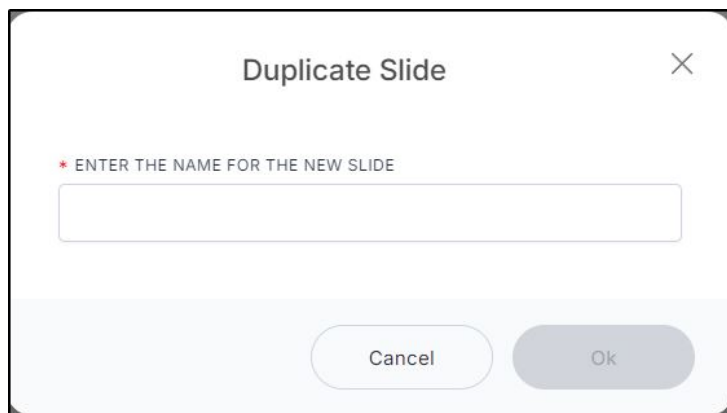 Duplicate Slide
* ENTER THE NAME FOR THE NEW SLIDE
Cancel
Ok